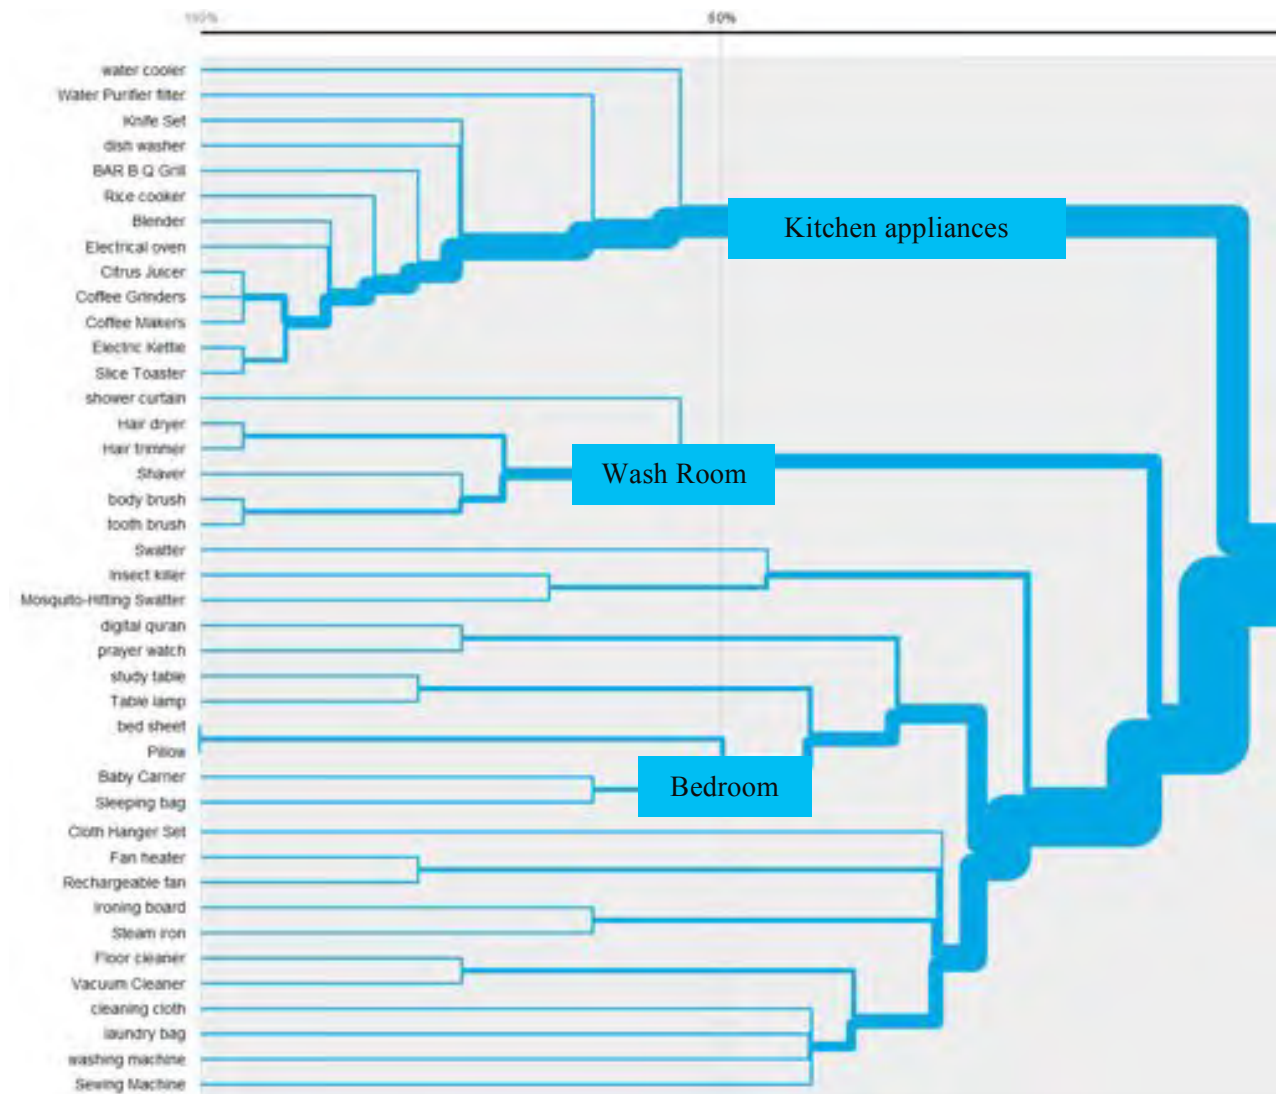 100%
50%
water cooler
Water Purifier filter
Knife Set
dish washer
BAR B Q Grill
Rice cooker
Blender
Electrical oven
Citrus Juicer
Coffee Grinders
Coffee Makers
Electric Kettle
Slice Toaster
shower curtain
Hair dryer
Hair trimmer
Shaver
body brush
tooth brush
Swatter
Insect killer
Mosquito-Hitting Swatter
digital quran
prayer watch
study table
Table lamp
bed sheet
Pillow
Baby Carrier
Sleeping bag
Cloth Hanger Set
Fan heater
Rechargeable fan
Ironing board
Steam iron
Floor cleaner
Vacuum Cleaner
cleaning cloth
laundry bag
washing machine
Sewing Machine
Kitchen appliances
Wash Room
Bedroom